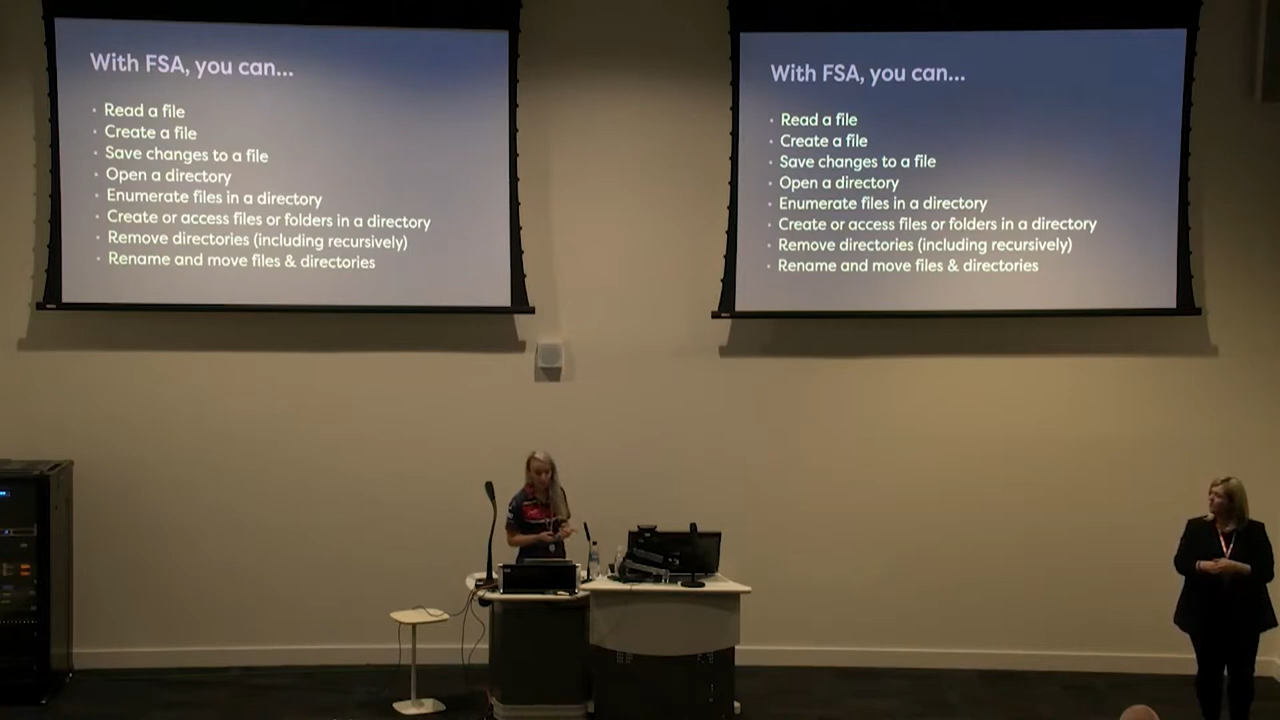 With FSA, you can...
• Read a file
• Create a file
• Save changes to a file
• Open a directory
• Enumerate files in a directory
• Create or access files or folders in a directory
• Remove directories (including recursively)
• Rename and move files & directories
With FSA, you can...
• Read a file
• Create a file
• Save changes to a file
• Open a directory
• Enumerate files in a directory
• Create or access files or folders in a directory
• Remove directories (including recursively)
• Rename and move files & directories